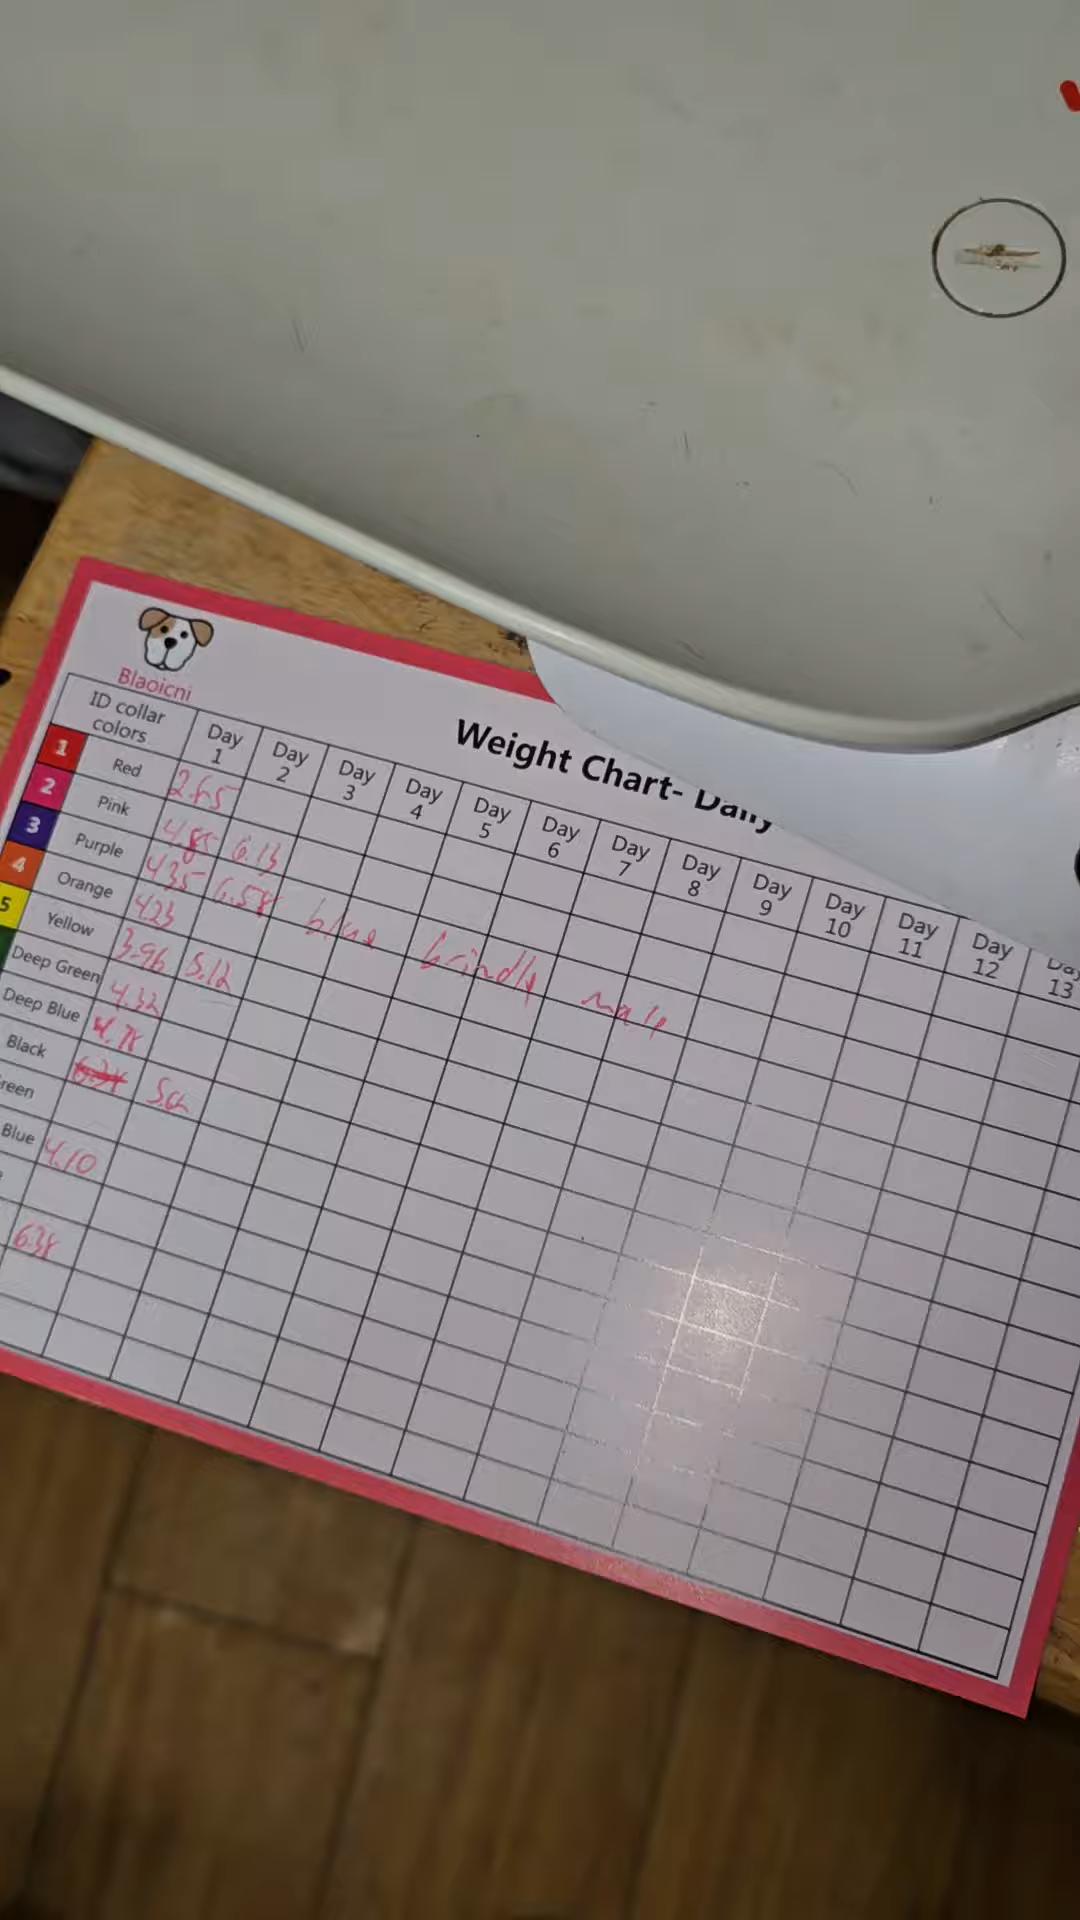 Blaoicni
Weight Chart- Daily
ID collar colors Day 1 Day 2 Day 3 Day 4 Day 5 Day 6 Day 7 Day 8 Day 9 Day 10 Day 11 Day 12 Day 13
1 Red 2.65
2 Pink 4.85 6.13
3 Purple 4.35 6.58 blue brindle male
4 Orange 4.23
5 Yellow 3.96 5.12
Deep Green 4.32
Deep Blue 4.78
Black
reen
Blue 4.10
6.38